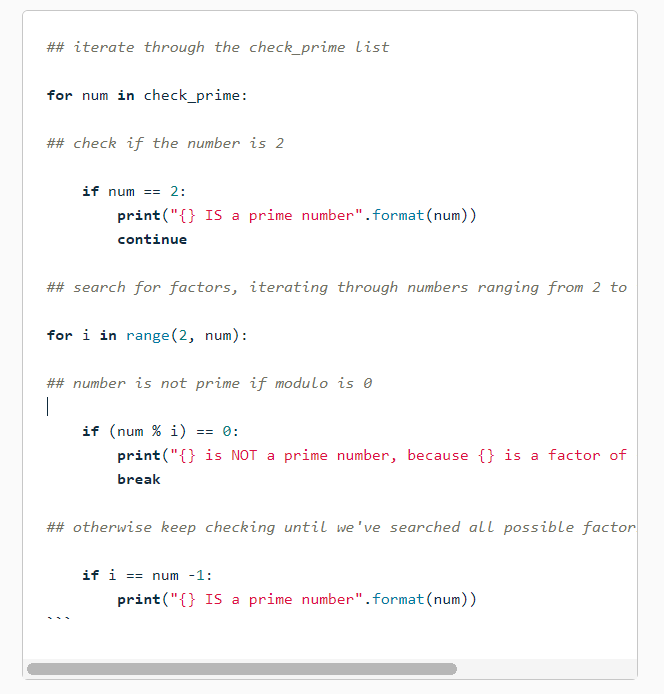 ## iterate through the check_prime list
for num in check_prime:
## check if the number is 2
    if num == 2:
        print("{} IS a prime number".format(num))
        continue
## search for factors, iterating through numbers ranging from 2 to
for i in range(2, num):
## number is not prime if modulo is 0
    if (num % i) == 0:
        print("{} is NOT a prime number, because {} is a factor of
        break
## otherwise keep checking until we've searched all possible factor
    if i == num -1:
        print("{} IS a prime number".format(num))
```